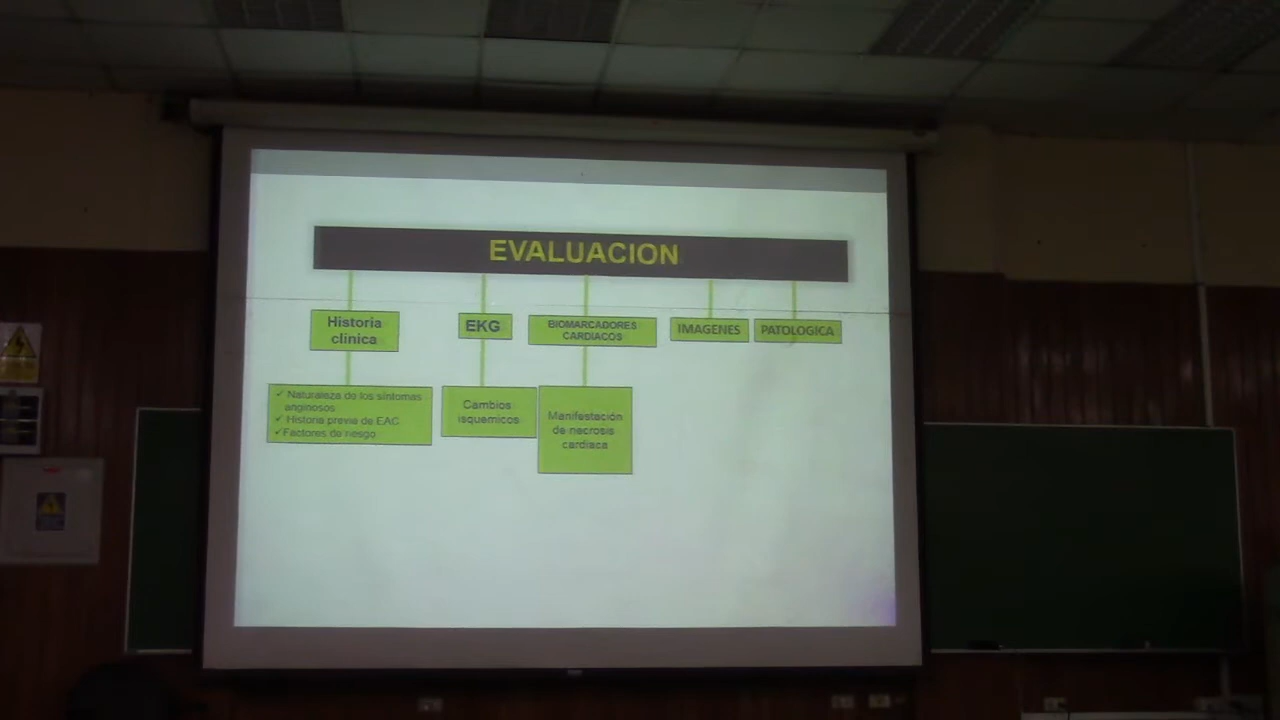 EVALUACION
Historia
clínica
EKG
BIOMARCADORES
CARDIACOS
IMAGENES
PATOLOGICA
✓ Naturaleza de los síntomas
anginosos
✓ Historia previa de EAC
✓ Factores de riesgo
Cambios
isquemicos
Manifestación
de necrosis
cardiaca